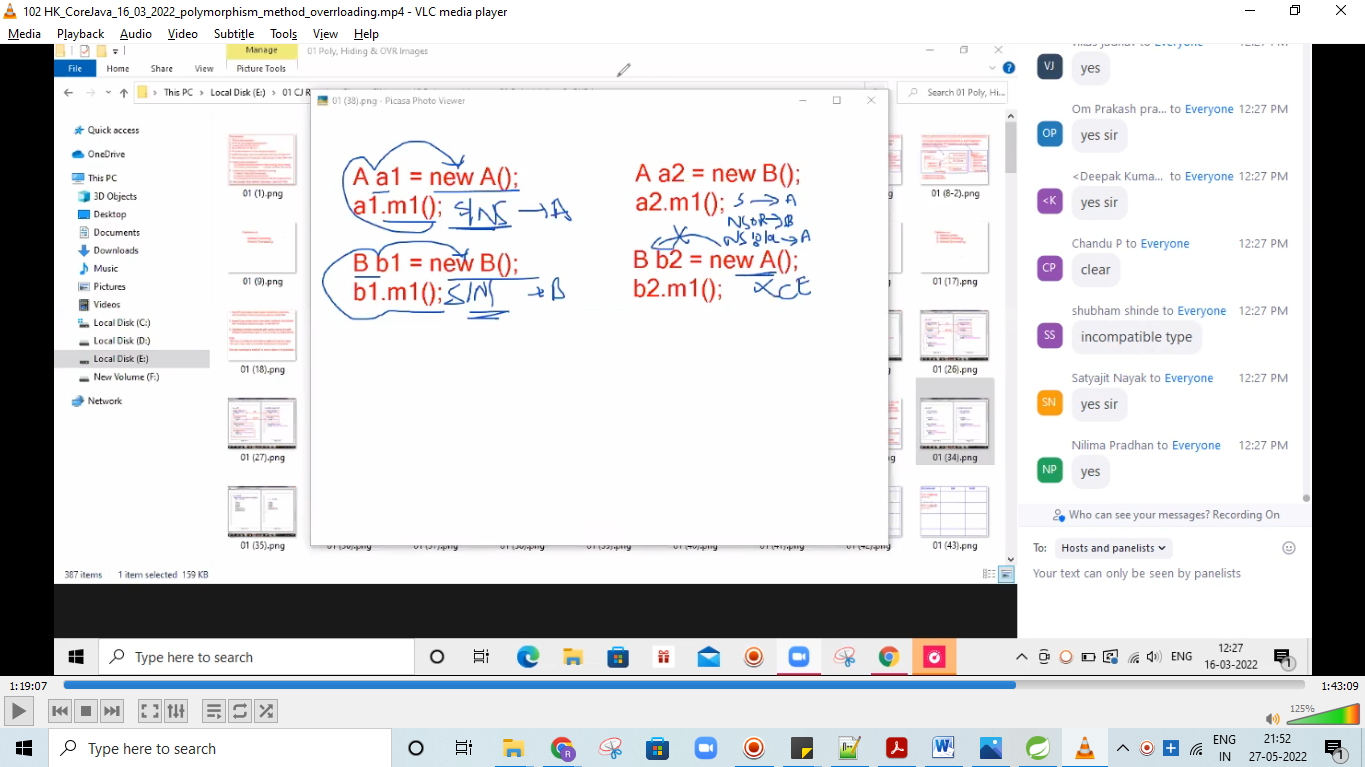 102 HK_CoreJava_16_03_2022_polymorphism_method_overrloading.mp4 - VLC media player
Media Playback Audio Video Subtitle Tools View Help
Manage
01 Poly, Hiding & OVR Images
File Home Share View Picture Tools
This PC > Local Disk (E:) > 01 CJ R
Search 01 Poly, Hi...
01 (38).png - Picasa Photo Viewer
Quick access
OneDrive
This PC
3D Objects
Desktop
Documents
Downloads
Music
Pictures
Videos
Local Disk (C:)
Local Disk (D:)
Local Disk (E:)
New Volume (F:)
Network
01 (1).png
01 (9).png
01 (18).png
01 (27).png
01 (35).png
A a1 = new A();
a1.m1(); S/NS → A
B b1 = new B();
b1.m1(); S/NS → B
A a2 = new B();
a2.m1(); S → A
NS OR → B
→ A
B b2 = new A();
b2.m1(); X CE
01 (8-2).png
01 (17).png
01 (26).png
01 (34).png
01 (43).png
387 items 1 item selected 159 KB
to Everyone 12:27 PM
VJ
yes
Om Prakash pra... to Everyone 12:27 PM
OP
yes sir
<Deepak Kuma... to Everyone 12:27 PM
<K
yes sir
Chandu P to Everyone 12:27 PM
CP
clear
shubham shinde to Everyone 12:27 PM
SS
incompatible type
Satyajit Nayak to Everyone 12:27 PM
SN
yes sir
Nilima Pradhan to Everyone 12:27 PM
NP
yes
Who can see your messages? Recording On
To: Hosts and panelists
Your text can only be seen by panelists
Type here to search
ENG
12:27
16-03-2022
1
1:19:07
1:43:09
125%
Type here to search
ENG
IN
21:52
27-05-2022
1